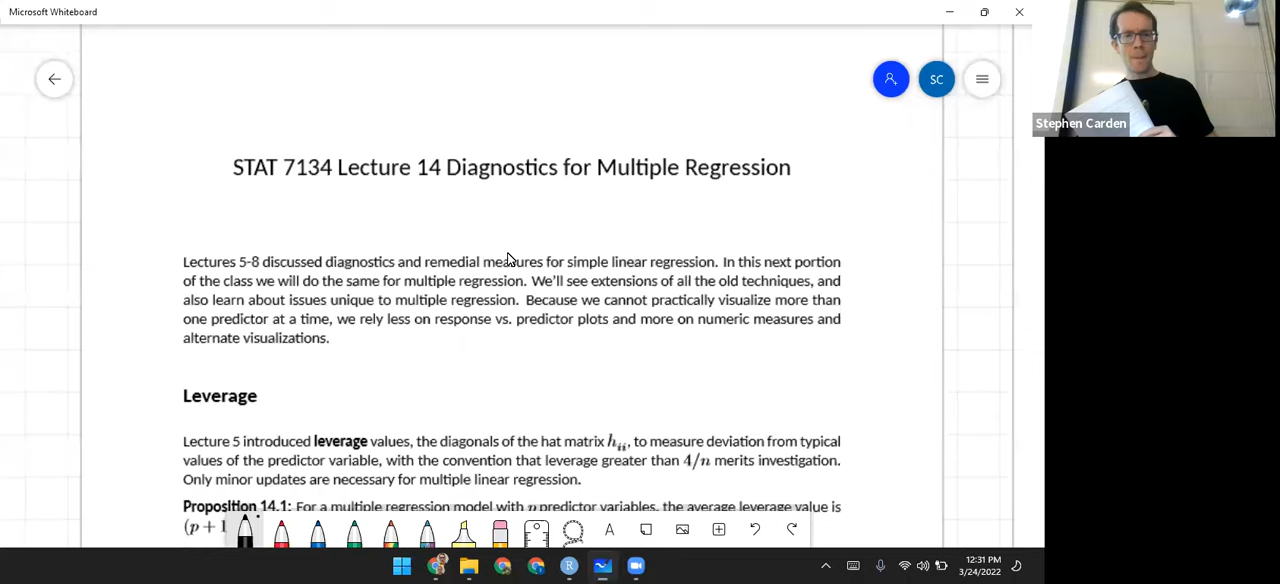 Microsoft Whiteboard
SC
Stephen Carden
STAT 7134 Lecture 14 Diagnostics for Multiple Regression
Lectures 5-8 discussed diagnostics and remedial measures for simple linear regression. In this next portion
of the class we will do the same for multiple regression. We'll see extensions of all the old techniques, and
also learn about issues unique to multiple regression. Because we cannot practically visualize more than
one predictor at a time, we rely less on response vs. predictor plots and more on numeric measures and
alternate visualizations.
Leverage
Lecture 5 introduced leverage values, the diagonals of the hat matrix hᵢᵢ, to measure deviation from typical
values of the predictor variable, with the convention that leverage greater than 4/n merits investigation.
Only minor updates are necessary for multiple linear regression.
Proposition 14.1: For a multiple regression model with p predictor variables, the average leverage value is
(p + 1
A
12:31 PM
3/24/2022